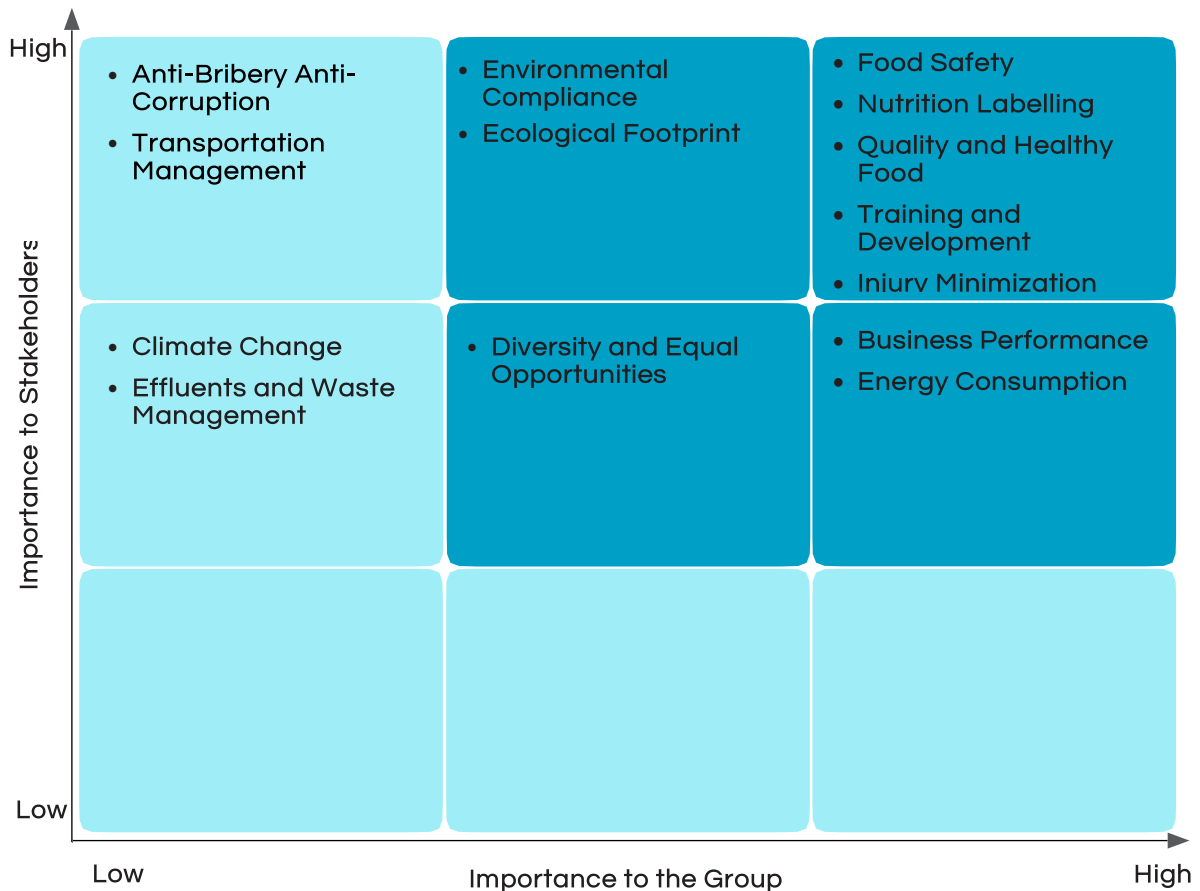 High
• Anti-Bribery Anti-
Corruption
• Transportation
Management
• Environmental
Compliance
• Ecological Footprint
• Food Safety
• Nutrition Labelling
• Quality and Healthy
Food
• Training and
Development
• Injury Minimization
Importance to Stakeholders
• Climate Change
• Effluents and Waste
Management
• Diversity and Equal
Opportunities
• Business Performance
• Energy Consumption
Low
Low
Importance to the Group
High